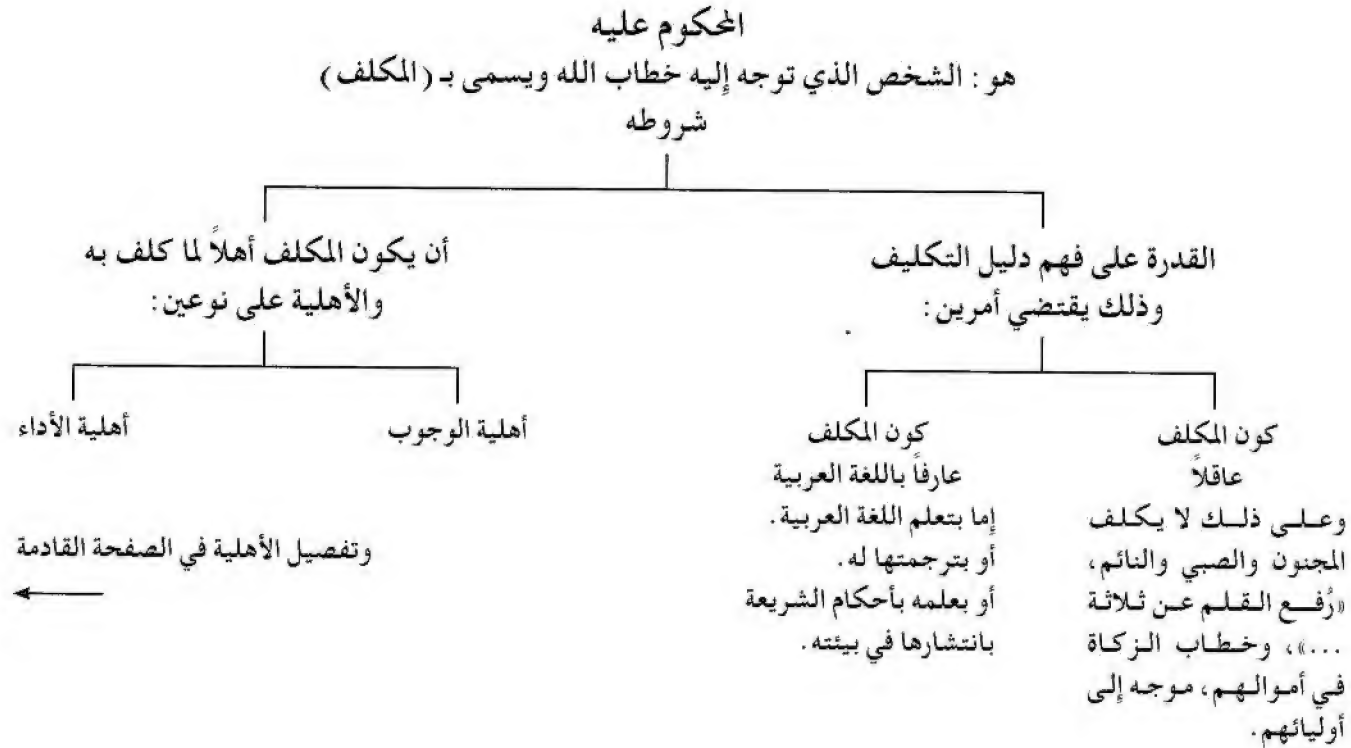 المحكوم عليه
هو : الشخص الذي توجه إليه خطاب الله ويسمى بـ (المكلف)
شروطه
القدرة على فهم دليل التكليف
وذلك يقتضي أمرين :
كون المكلف
عاقلاً
وعلى ذلك لا يكلف
المجنون والصبي والنائم،
«رُفع القلم عن ثلاثة
...»، وخطاب الزكاة
في أموالهم، موجه إلى
أوليائهم.
كون المكلف
عارفاً باللغة العربية
إما بتعلم اللغة العربية.
أو بترجمتها له.
أو بعلمه بأحكام الشريعة
بانتشارها في بيئته.
أن يكون المكلف أهلاً لما كلف به
والأهلية على نوعين :
أهلية الوجوب
أهلية الأداء
وتفصيل الأهلية في الصفحة القادمة